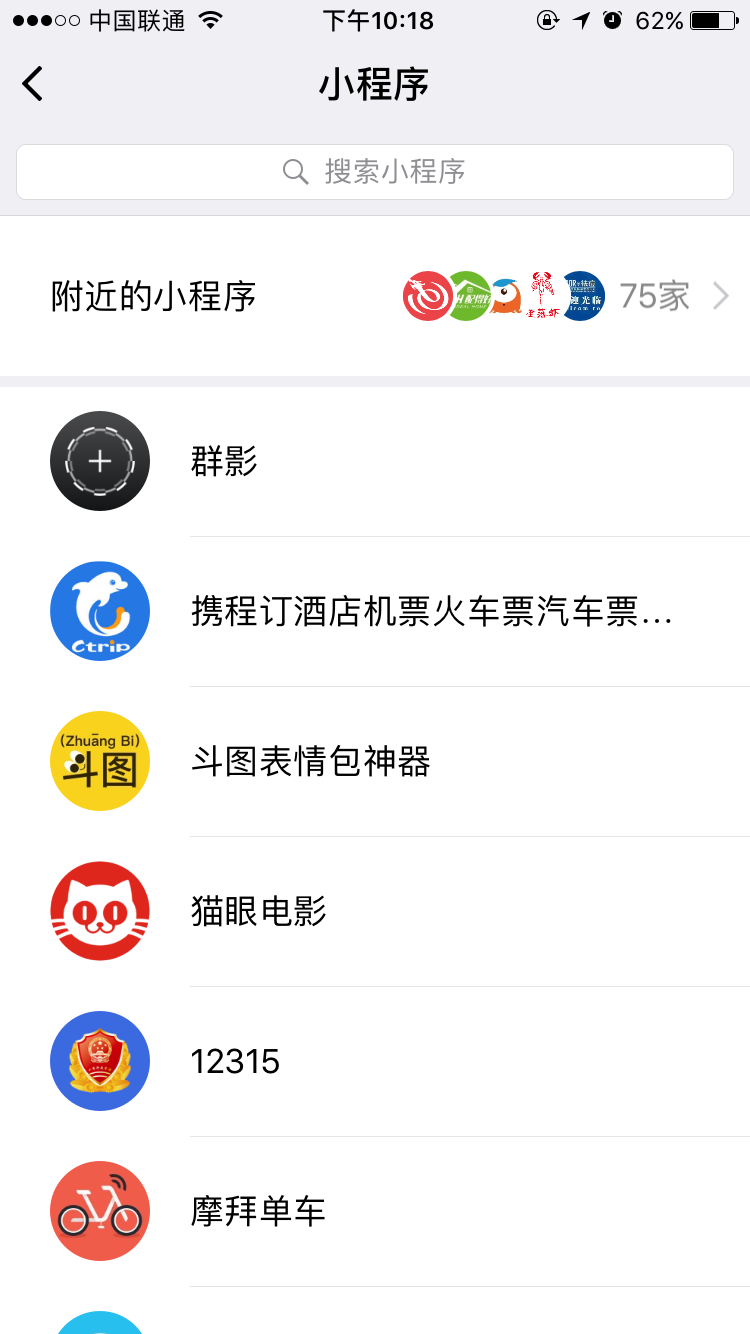 中国联通
下午10:18
62%
小程序
搜索小程序
附近的小程序
75家
群影
Ctrip
携程订酒店机票火车票汽车票...
(Zhuāng Bi)
斗图
斗图表情包神器
猫眼电影
12315
摩拜单车